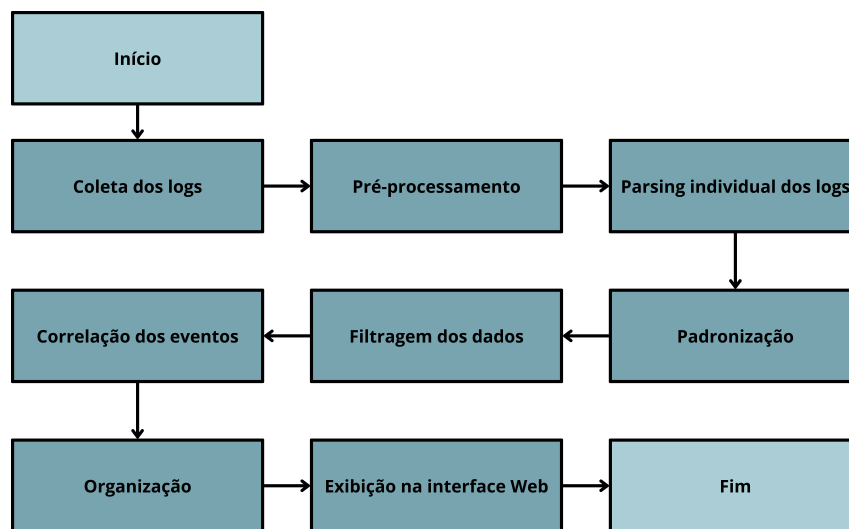 Início
Coleta dos logs
Pré-processamento
Parsing individual dos logs
Padronização
Filtragem dos dados
Correlação dos eventos
Organização
Exibição na interface Web
Fim